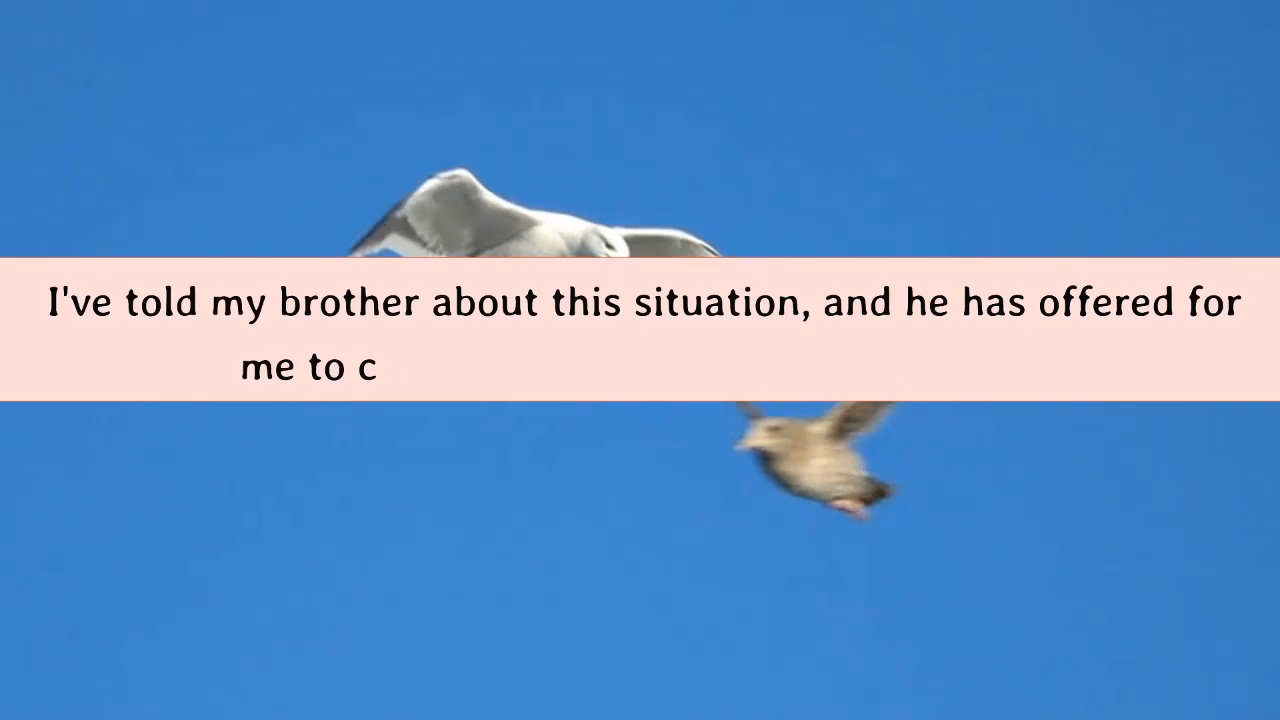 I've told my brother about this situation, and he has offered for
me to c